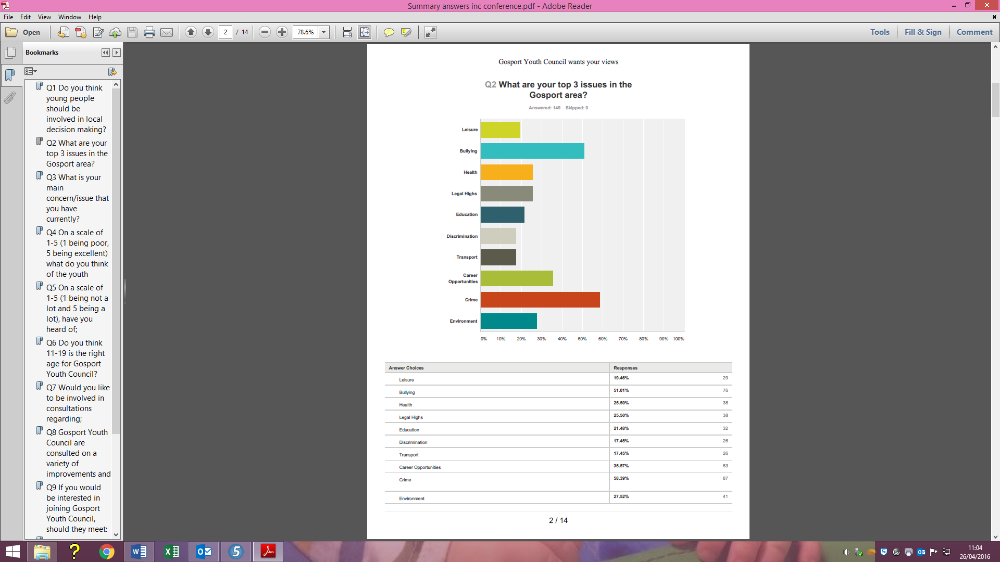 Summary answers inc conference.pdf - Adobe Reader
File Edit View Window Help
Open
2 / 14
78.6%
Tools Fill & Sign Comment
Bookmarks
Q1 Do you think
young people
should be
involved in local
decision making?
Q2 What are your
top 3 issues in the
Gosport area?
Q3 What is your
main
concern/issue that
you have
currently?
Q4 On a scale of
1-5 (1 being poor,
5 being excellent)
what do you think
of the youth
Q5 On a scale of
1-5 (1 being not a
lot and 5 being a
lot), have you
heard of;
Q6 Do you think
11-19 is the right
age for Gosport
Youth Council?
Q7 Would you like
to be involved in
consultations
regarding;
Q8 Gosport Youth
Council are
consulted on a
variety of
improvements and
Q9 If you would
be interested in
joining Gosport
Youth Council,
should they meet:
Gosport Youth Council wants your views
Q2 What are your top 3 issues in the
Gosport area?
Answered: 149 Skipped: 0
Leisure
Bullying
Health
Legal Highs
Education
Discrimination
Transport
Career
Opportunities
Crime
Environment
0% 10% 20% 30% 40% 50% 60% 70% 80% 90% 100%
Answer Choices Responses
Leisure 19.46% 29
Bullying 51.01% 76
Health 25.50% 38
Legal Highs 25.50% 38
Education 21.48% 32
Discrimination 17.45% 26
Transport 17.45% 26
Career Opportunities 35.57% 53
Crime 58.39% 87
Environment 27.52% 41
2 / 14
11:04
26/04/2016